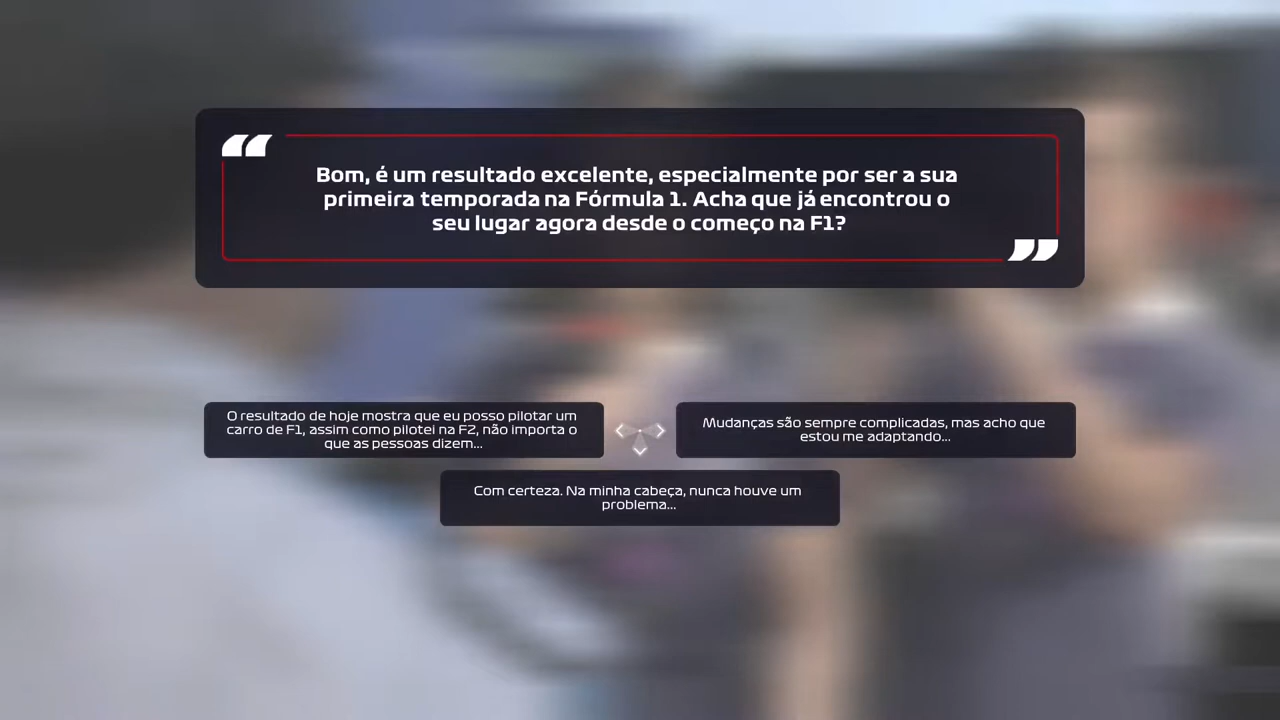 Bom, é um resultado excelente, especialmente por ser a sua
primeira temporada na Fórmula 1. Acha que já encontrou o
seu lugar agora desde o começo na F1?
O resultado de hoje mostra que eu posso pilotar um
carro de F1, assim como pilotei na F2, não importa o
que as pessoas dizem...
Mudanças são sempre complicadas, mas acho que
estou me adaptando...
Com certeza. Na minha cabeça, nunca houve um
problema...